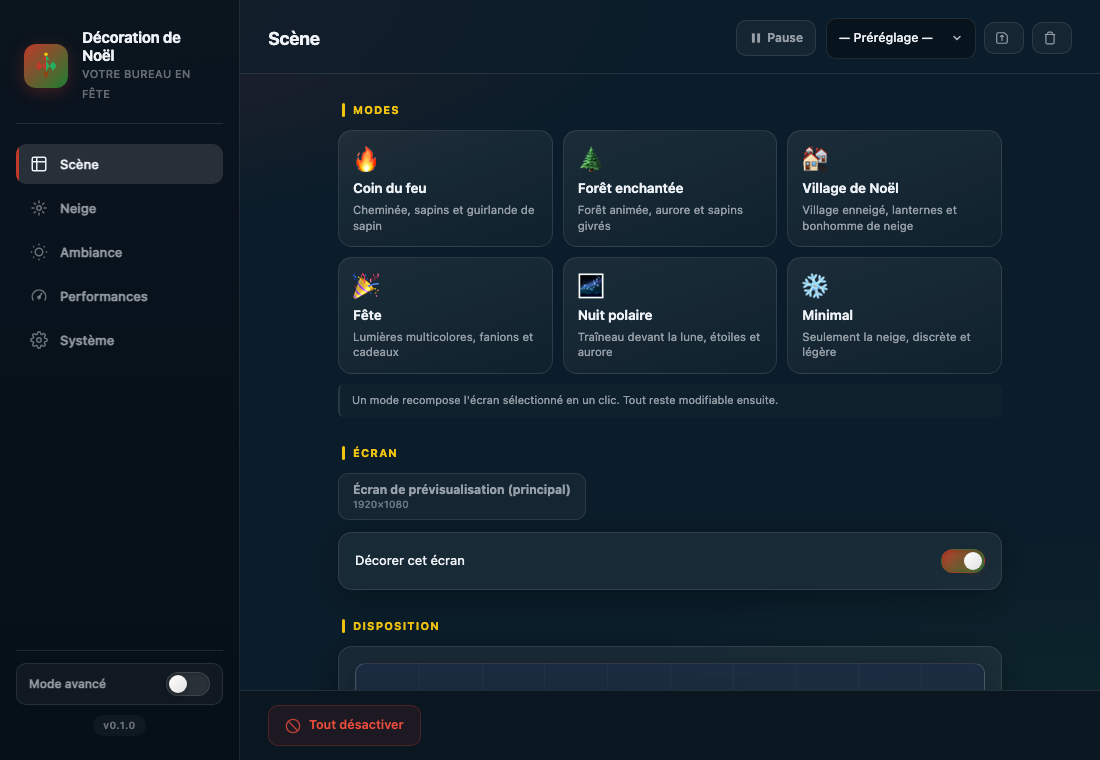 Décoration de
Noël
VOTRE BUREAU EN
FÊTE
Scène
Neige
Ambiance
Performances
Système
Mode avancé
v0.1.0
Scène
Pause
— Préréglage —
MODES
Coin du feu
Cheminée, sapins et guirlande de
sapin
Forêt enchantée
Forêt animée, aurore et sapins
givrés
Village de Noël
Village enneigé, lanternes et
bonhomme de neige
Fête
Lumières multicolores, fanions et
cadeaux
Nuit polaire
Traîneau devant la lune, étoiles et
aurore
Minimal
Seulement la neige, discrète et
légère
Un mode recompose l'écran sélectionné en un clic. Tout reste modifiable ensuite.
ÉCRAN
Écran de prévisualisation (principal)
1920×1080
Décorer cet écran
DISPOSITION
Tout désactiver